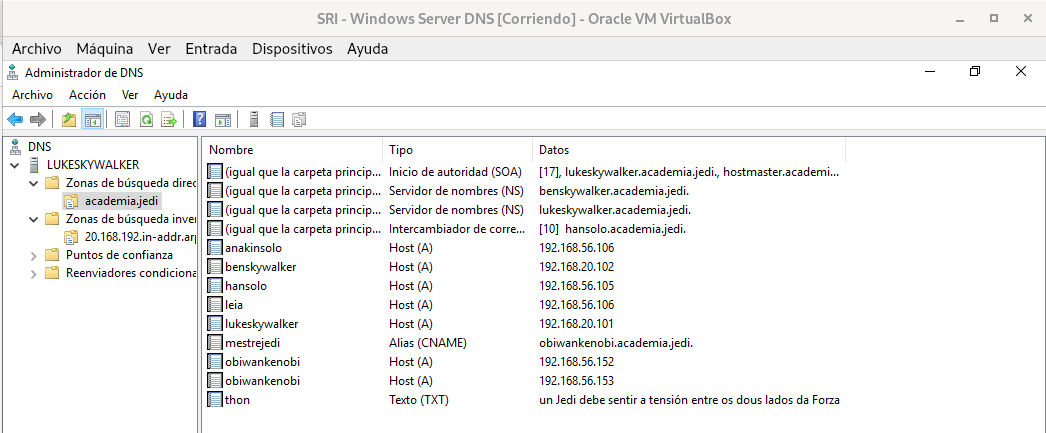 SRI - Windows Server DNS [Corriendo] - Oracle VM VirtualBox
Archivo Máquina Ver Entrada Dispositivos Ayuda
Administrador de DNS
Archivo Acción Ver Ayuda
DNS
LUKESKYWALKER
Zonas de búsqueda direc
academia.jedi
Zonas de búsqueda inver
20.168.192.in-addr.arp
Puntos de confianza
Reenviadores condiciona
Nombre Tipo Datos
(igual que la carpeta princip... Inicio de autoridad (SOA) [17], lukeskywalker.academia.jedi., hostmaster.academi...
(igual que la carpeta princip... Servidor de nombres (NS) benskywalker.academia.jedi.
(igual que la carpeta princip... Servidor de nombres (NS) lukeskywalker.academia.jedi.
(igual que la carpeta princip... Intercambiador de corre... [10] hansolo.academia.jedi.
anakinsolo Host (A) 192.168.56.106
benskywalker Host (A) 192.168.20.102
hansolo Host (A) 192.168.56.105
leia Host (A) 192.168.56.106
lukeskywalker Host (A) 192.168.20.101
mestrejedi Alias (CNAME) obiwankenobi.academia.jedi.
obiwankenobi Host (A) 192.168.56.152
obiwankenobi Host (A) 192.168.56.153
thon Texto (TXT) un Jedi debe sentir a tensión entre os dous lados da Forza